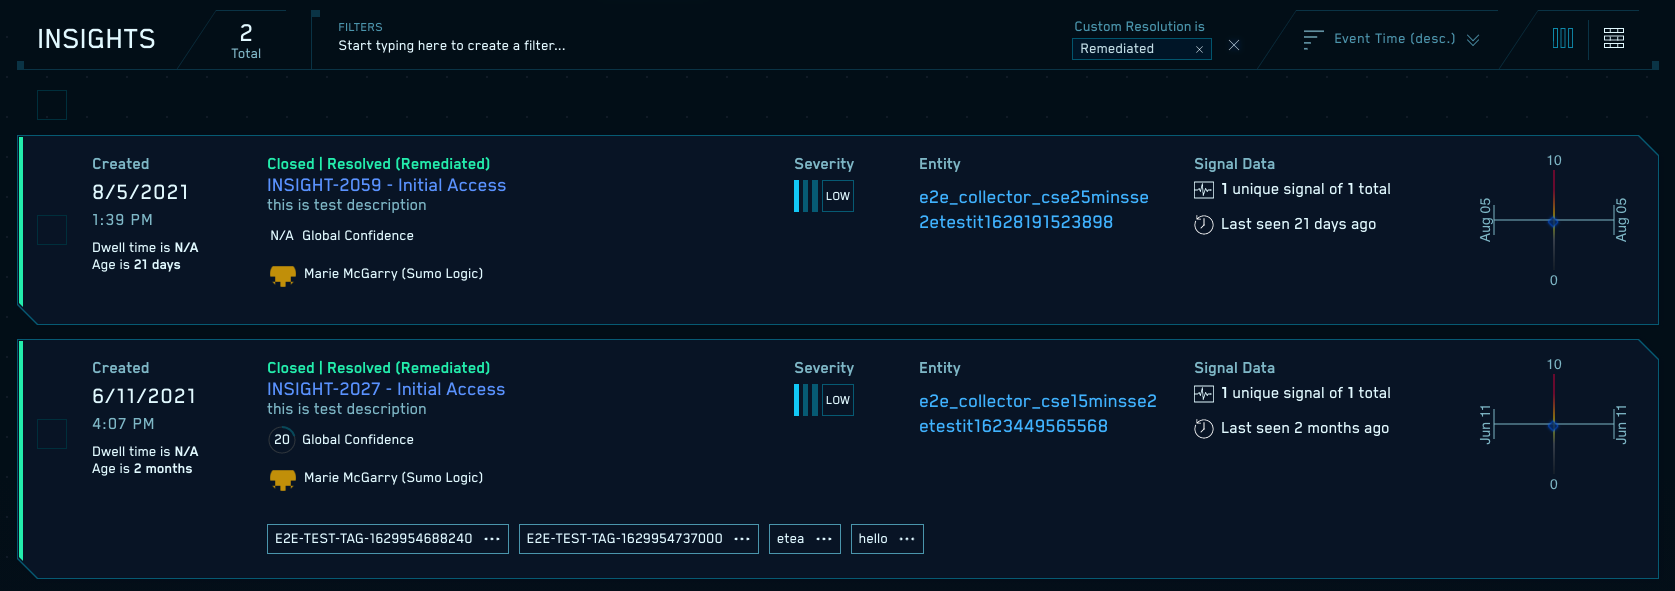 INSIGHTS
2
Total
FILTERS
Start typing here to create a filter...
Custom Resolution is
Remediated
Event Time (desc.)
Created
8/5/2021
1:39 PM
Dwell time is N/A
Age is 21 days
Closed | Resolved (Remediated)
INSIGHT-2059 - Initial Access
this is test description
N/A Global Confidence
Marie McGarry (Sumo Logic)
Severity
LOW
Entity
e2e_collector_cse25minsse
2etestit1628191523898
Signal Data
1 unique signal of 1 total
Last seen 21 days ago
10
Aug 05
Aug 05
0
Created
6/11/2021
4:07 PM
Dwell time is N/A
Age is 2 months
Closed | Resolved (Remediated)
INSIGHT-2027 - Initial Access
this is test description
20 Global Confidence
Marie McGarry (Sumo Logic)
E2E-TEST-TAG-1629954688240 ••• E2E-TEST-TAG-1629954737000 ••• etea ••• hello •••
Severity
LOW
Entity
e2e_collector_cse15minsse2
etestit1623449565568
Signal Data
1 unique signal of 1 total
Last seen 2 months ago
10
Jun 11
Jun 11
0